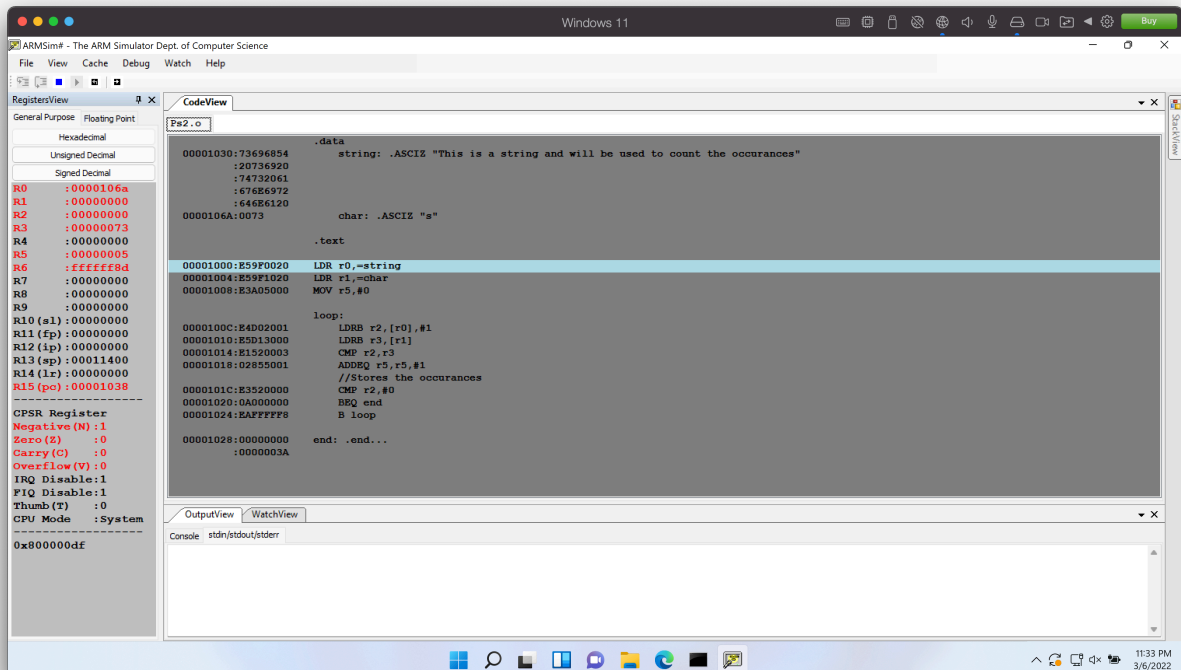 Windows 11
Buy
ARMSim# - The ARM Simulator Dept. of Computer Science
File View Cache Debug Watch Help
RegistersView
General Purpose Floating Point
Hexadecimal
Unsigned Decimal
Signed Decimal
R0 :0000106a
R1 :00000000
R2 :00000000
R3 :00000073
R4 :00000000
R5 :00000005
R6 :ffffff8d
R7 :00000000
R8 :00000000
R9 :00000000
R10(sl):00000000
R11(fp):00000000
R12(ip):00000000
R13(sp):00011400
R14(lr):00000000
R15(pc):00001038
--------------------
CPSR Register
Negative(N):1
Zero(Z) :0
Carry(C) :0
Overflow(V):0
IRQ Disable:1
FIQ Disable:1
Thumb(T) :0
CPU Mode :System
--------------------
0x800000df
CodeView
Ps2.o
.data
00001030:73696854 string: .ASCIZ "This is a string and will be used to count the occurances"
:20736920
:74732061
:676E6972
:646E6120
0000106A:0073 char: .ASCIZ "s"
.text
00001000:E59F0020 LDR r0,=string
00001004:E59F1020 LDR r1,=char
00001008:E3A05000 MOV r5,#0
loop:
0000100C:E4D02001 LDRB r2,[r0],#1
00001010:E5D13000 LDRB r3,[r1]
00001014:E1520003 CMP r2,r3
00001018:02855001 ADDEQ r5,r5,#1
//Stores the occurances
0000101C:E3520000 CMP r2,#0
00001020:0A000000 BEQ end
00001024:EAFFFFF8 B loop
00001028:00000000 end: .end...
:0000003A
StackView
OutputView WatchView
Console stdin/stdout/stderr
11:33 PM
3/6/2022